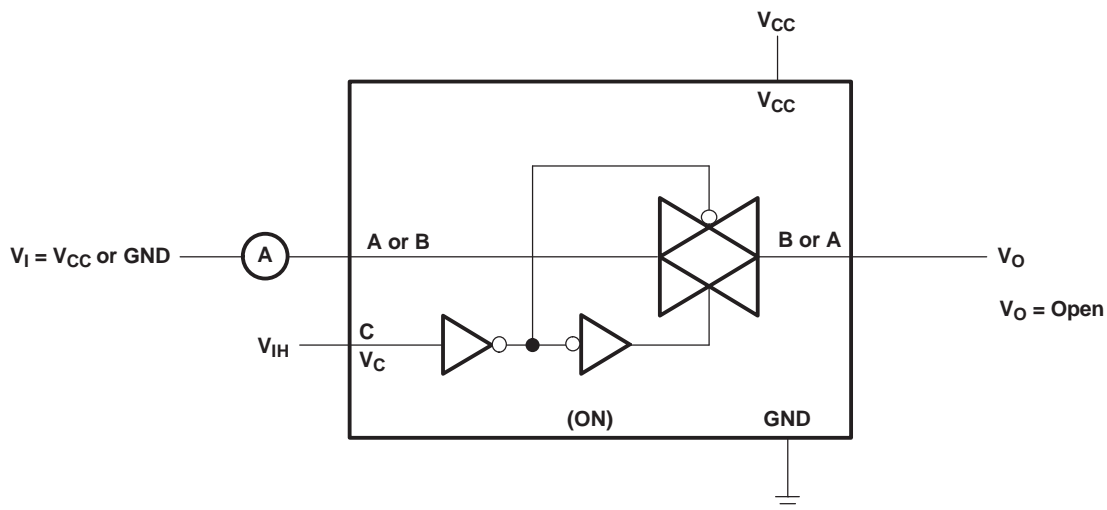 VCC
VCC
A or B
B or A
VI = VCC or GND
A
VO
VO = Open
C
VIH
VC
(ON)
GND